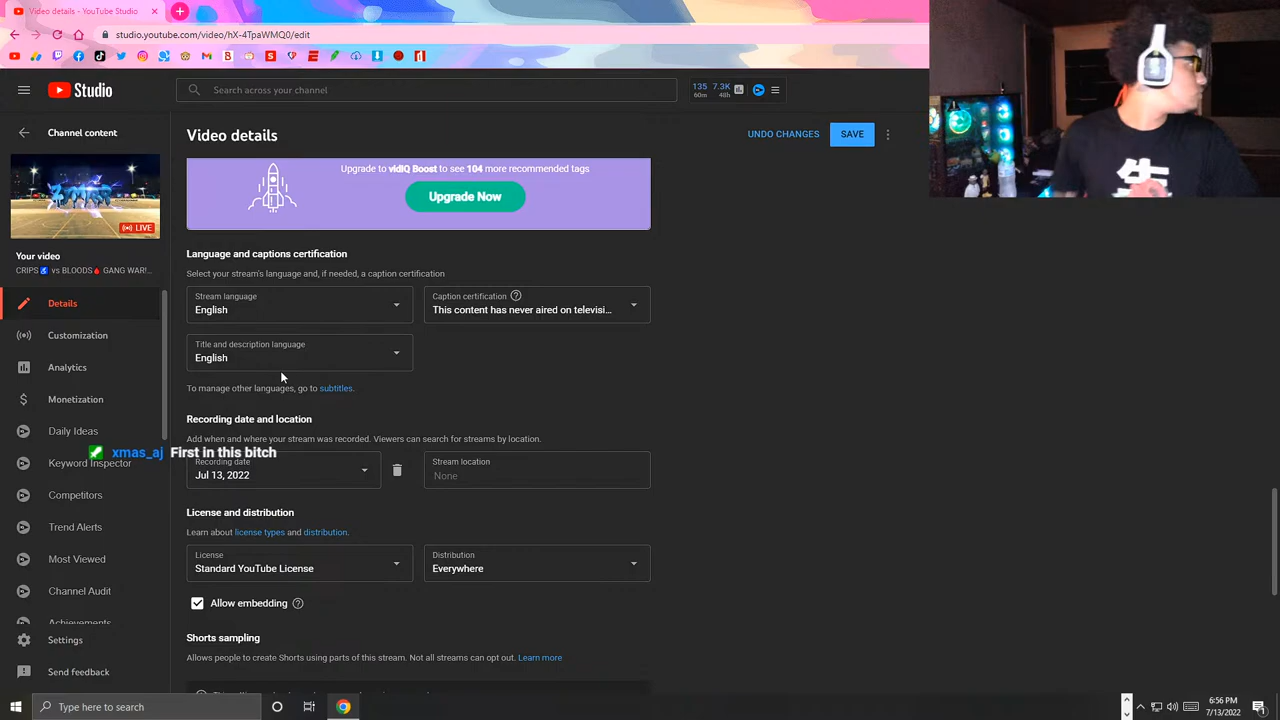 Video details - YouTube Studio
studio.youtube.com/video/hX-4TpaWMQ0/edit
Studio
Search across your channel
135 7.3K
60m 48h
Channel content
LIVE
Your video
CRIPS♿ vs BLOODS🩸 GANG WAR!...
Details
Customization
Analytics
Monetization
Daily Ideas
Keyword Inspector
Competitors
Trend Alerts
Most Viewed
Channel Audit
Achievements
Settings
Send feedback
xmas_aj First in this bitch
Video details
UNDO CHANGES
SAVE
Upgrade to vidIQ Boost to see 104 more recommended tags
Upgrade Now
Language and captions certification
Select your stream's language and, if needed, a caption certification
Stream language
English
Caption certification
This content has never aired on televisi...
Title and description language
English
To manage other languages, go to subtitles.
Recording date and location
Add when and where your stream was recorded. Viewers can search for streams by location.
Recording date
Jul 13, 2022
Stream location
None
License and distribution
Learn about license types and distribution.
License
Standard YouTube License
Distribution
Everywhere
Allow embedding
Shorts sampling
Allows people to create Shorts using parts of this stream. Not all streams can opt out. Learn more
Type here to search
6:56 PM
7/13/2022